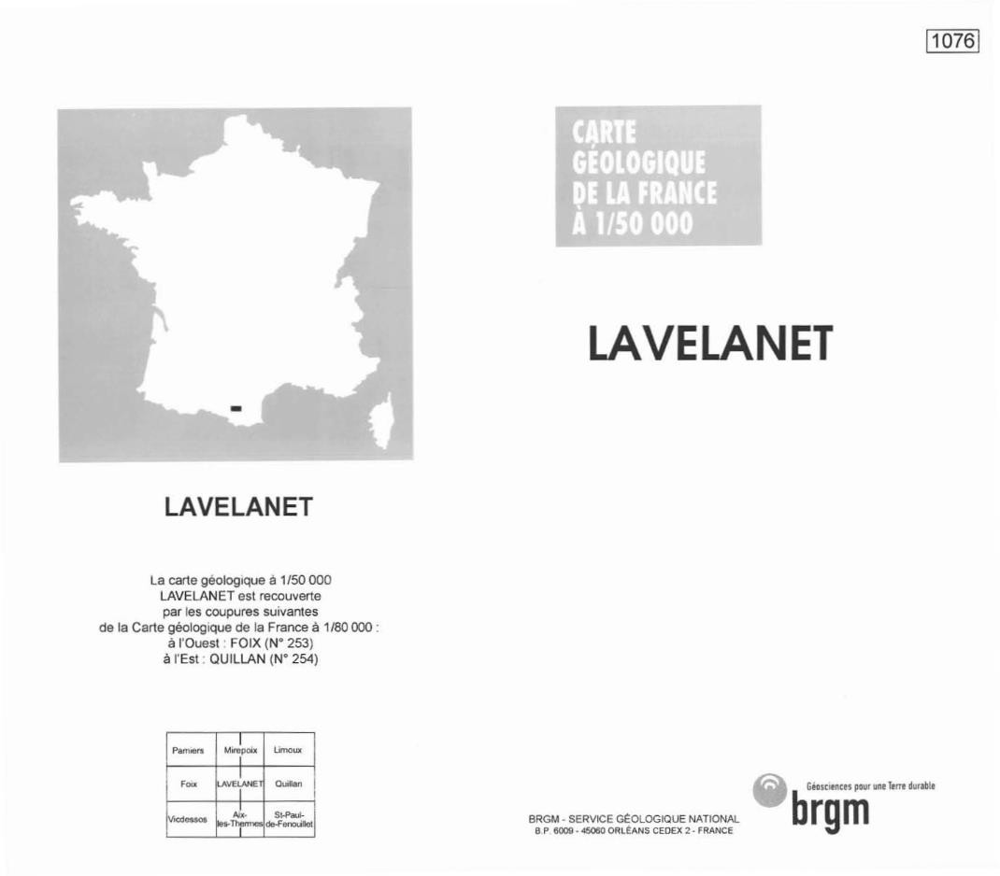 1076
CARTE
GÉOLOGIQUE
DE LA FRANCE
À 1/50 000
LAVELANET
LAVELANET
La carte géologique à 1/50 000
LAVELANET est recouverte
par les coupures suivantes
de la Carte géologique de la France à 1/80 000 :
à l'Ouest : FOIX (N° 253)
à l'Est : QUILLAN (N° 254)
Pamiers Mirepoix Limoux
Foix LAVELANET Quillan
Vicdessos Aix-les-Thermes St-Paul-de-Fenouillet
Géosciences pour une Terre durable
brgm
BRGM - SERVICE GÉOLOGIQUE NATIONAL
B.P. 6009 - 45060 ORLÉANS CEDEX 2 - FRANCE